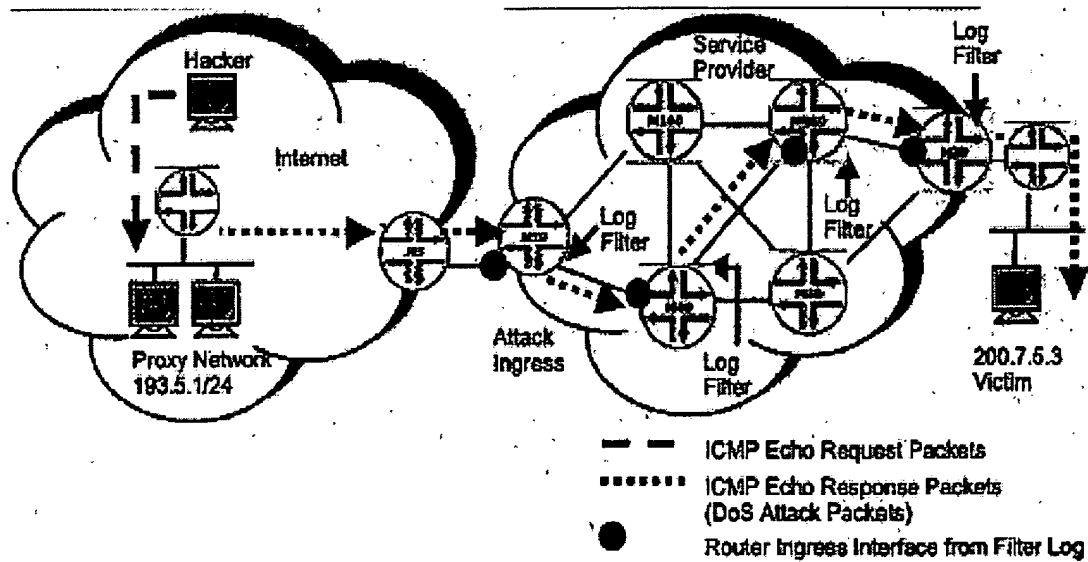 Hacker
Internet
Proxy Network
193.5.1/24
Service
Provider
Log
Filter
Log
Filter
Log
Filter
Log
Filter
Attack
Ingress
200.7.5.3
Victim
ICMP Echo Request Packets
ICMP Echo Response Packets
(DoS Attack Packets)
Router Ingress Interface from Filter Log